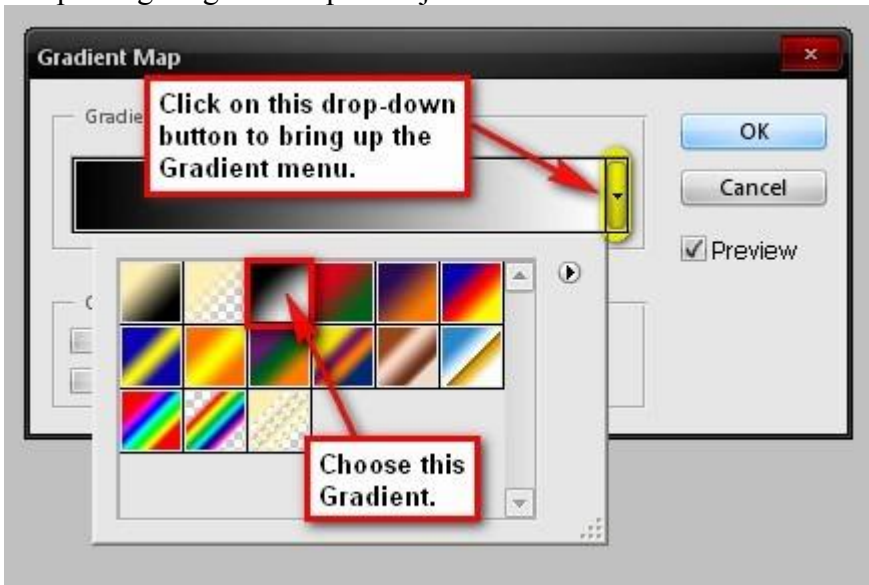 Gradient Map
Click on this drop-down
button to bring up the
Gradient menu.
OK
Cancel
Preview
Choose this
Gradient.